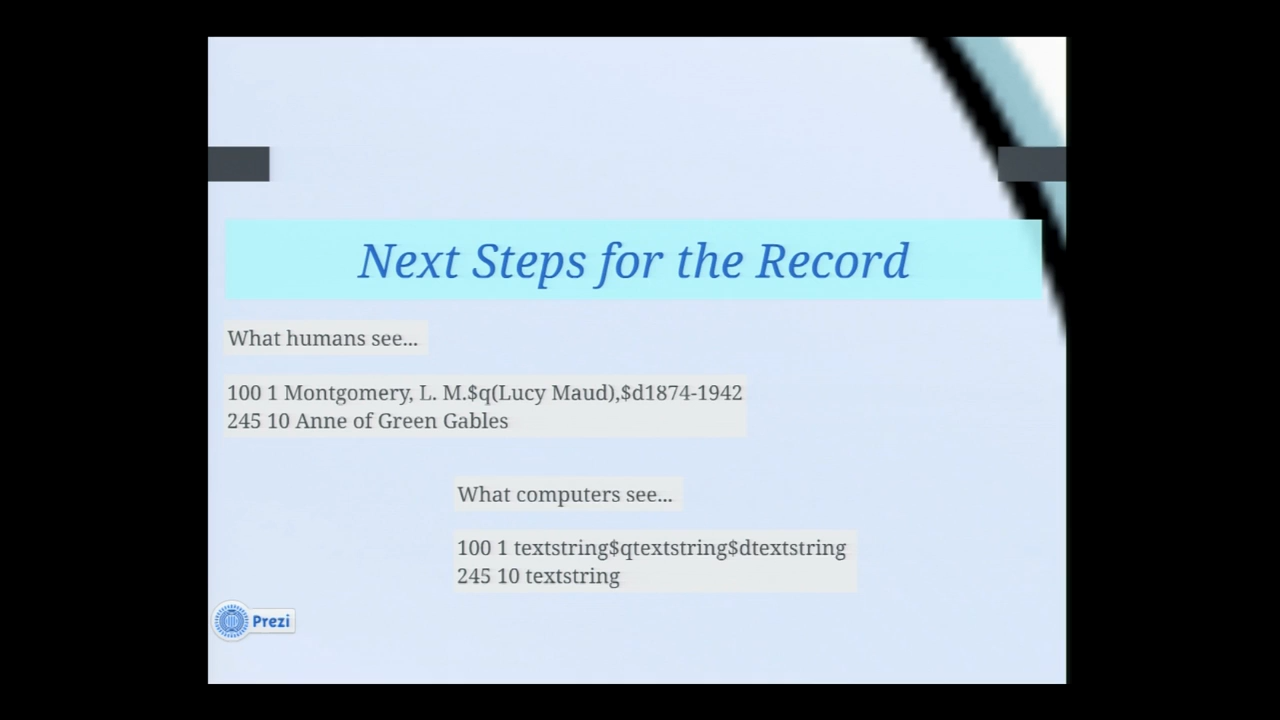 Next Steps for the Record
What humans see...
100 1 Montgomery, L. M.$q(Lucy Maud),$d1874-1942
245 10 Anne of Green Gables
What computers see...
100 1 textstring$qtextstring$dtextstring
245 10 textstring
Prezi